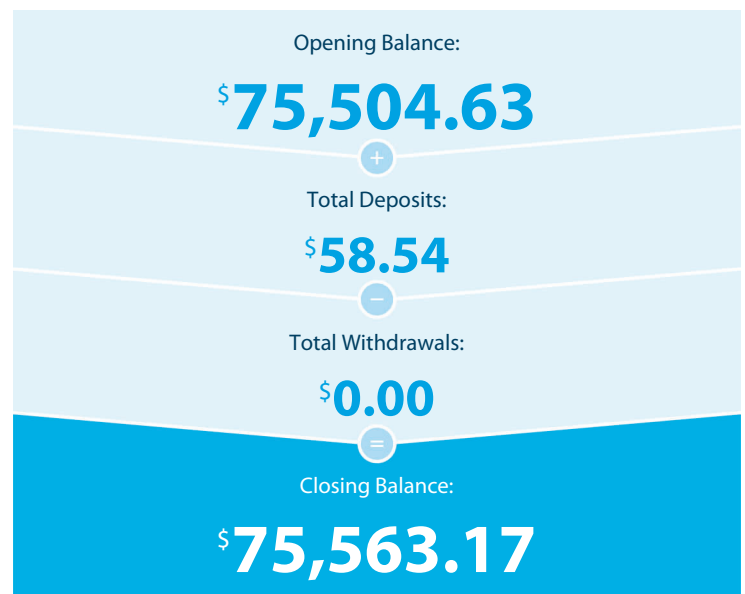 Opening Balance:
$75,504.63
+
Total Deposits:
$58.54
−
Total Withdrawals:
$0.00
=
Closing Balance:
$75,563.17